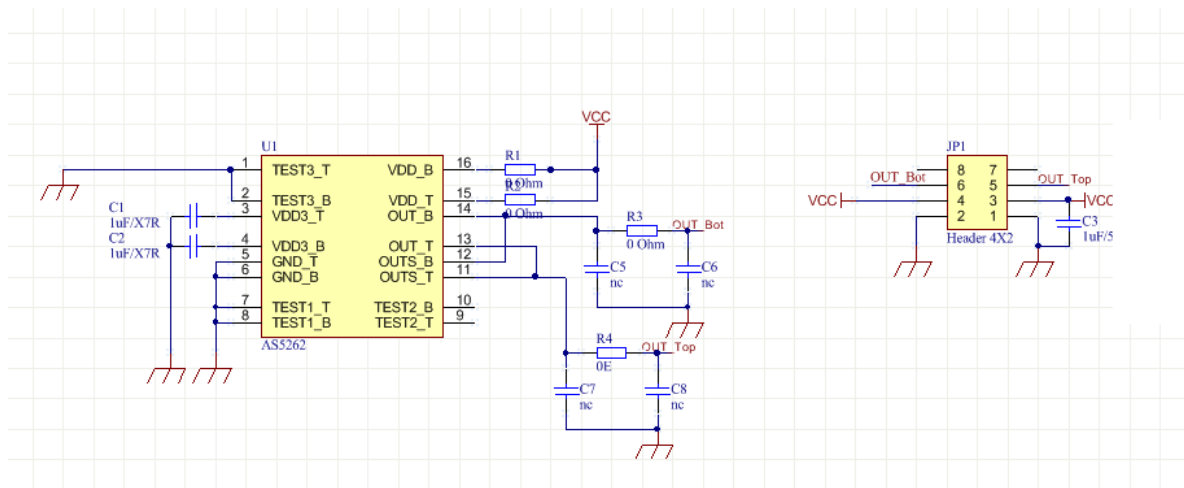 VCC
U1
1 TEST3_T VDD_B 16
2 TEST3_B VDD_T 15
3 VDD3_T OUT_B 14
4 VDD3_B OUT_T 13
5 GND_T OUTS_B 12
6 GND_B OUTS_T 11
7 TEST1_T TEST2_B 10
8 TEST1_B TEST2_T 9
AS5262
C1
1uF/X7R
C2
1uF/X7R
R1
0 Ohm
R2
0 Ohm
R3
0 Ohm
OUT_Bot
C5
nc
C6
nc
R4
0E
OUT_Top
C7
nc
C8
nc
JP1
8 7
OUT_Bot 6 5 OUT_Top
VCC 4 3 VCC
2 1
Header 4X2
C3
1uF/5